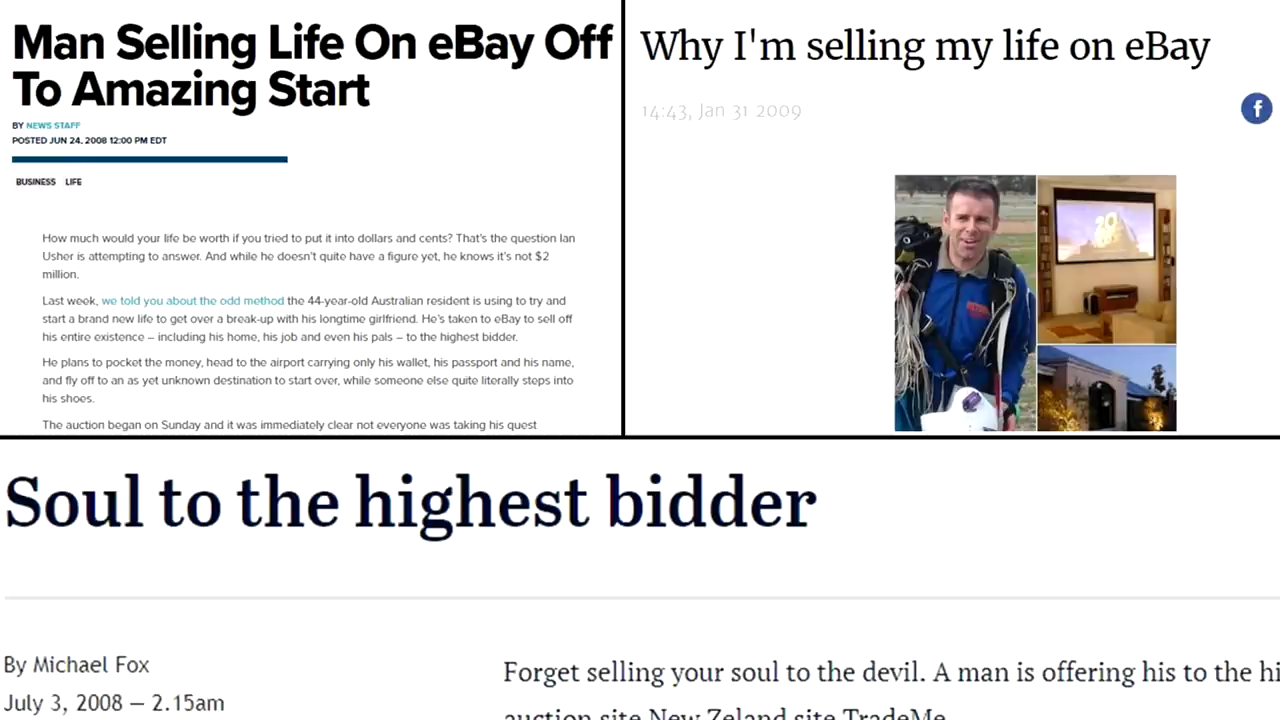 Man Selling Life On eBay Off
To Amazing Start
BY NEWS STAFF
POSTED JUN 24, 2008 12:00 PM EDT
BUSINESS LIFE
How much would your life be worth if you tried to put it into dollars and cents? That's the question Ian
Usher is attempting to answer. And while he doesn't quite have a figure yet, he knows it's not $2
million.
Last week, we told you about the odd method the 44-year-old Australian resident is using to try and
start a brand new life to get over a break-up with his longtime girlfriend. He's taken to eBay to sell off
his entire existence – including his home, his job and even his pals – to the highest bidder.
He plans to pocket the money, head to the airport carrying only his wallet, his passport and his name,
and fly off to an as yet unknown destination to start over, while someone else quite literally steps into
his shoes.
The auction began on Sunday and it was immediately clear not everyone was taking his quest
Why I'm selling my life on eBay
14:43, Jan 31 2009
f
Soul to the highest bidder
By Michael Fox
July 3, 2008 – 2.15am
Forget selling your soul to the devil. A man is offering his to the hi
auction site New Zeland site TradeMe